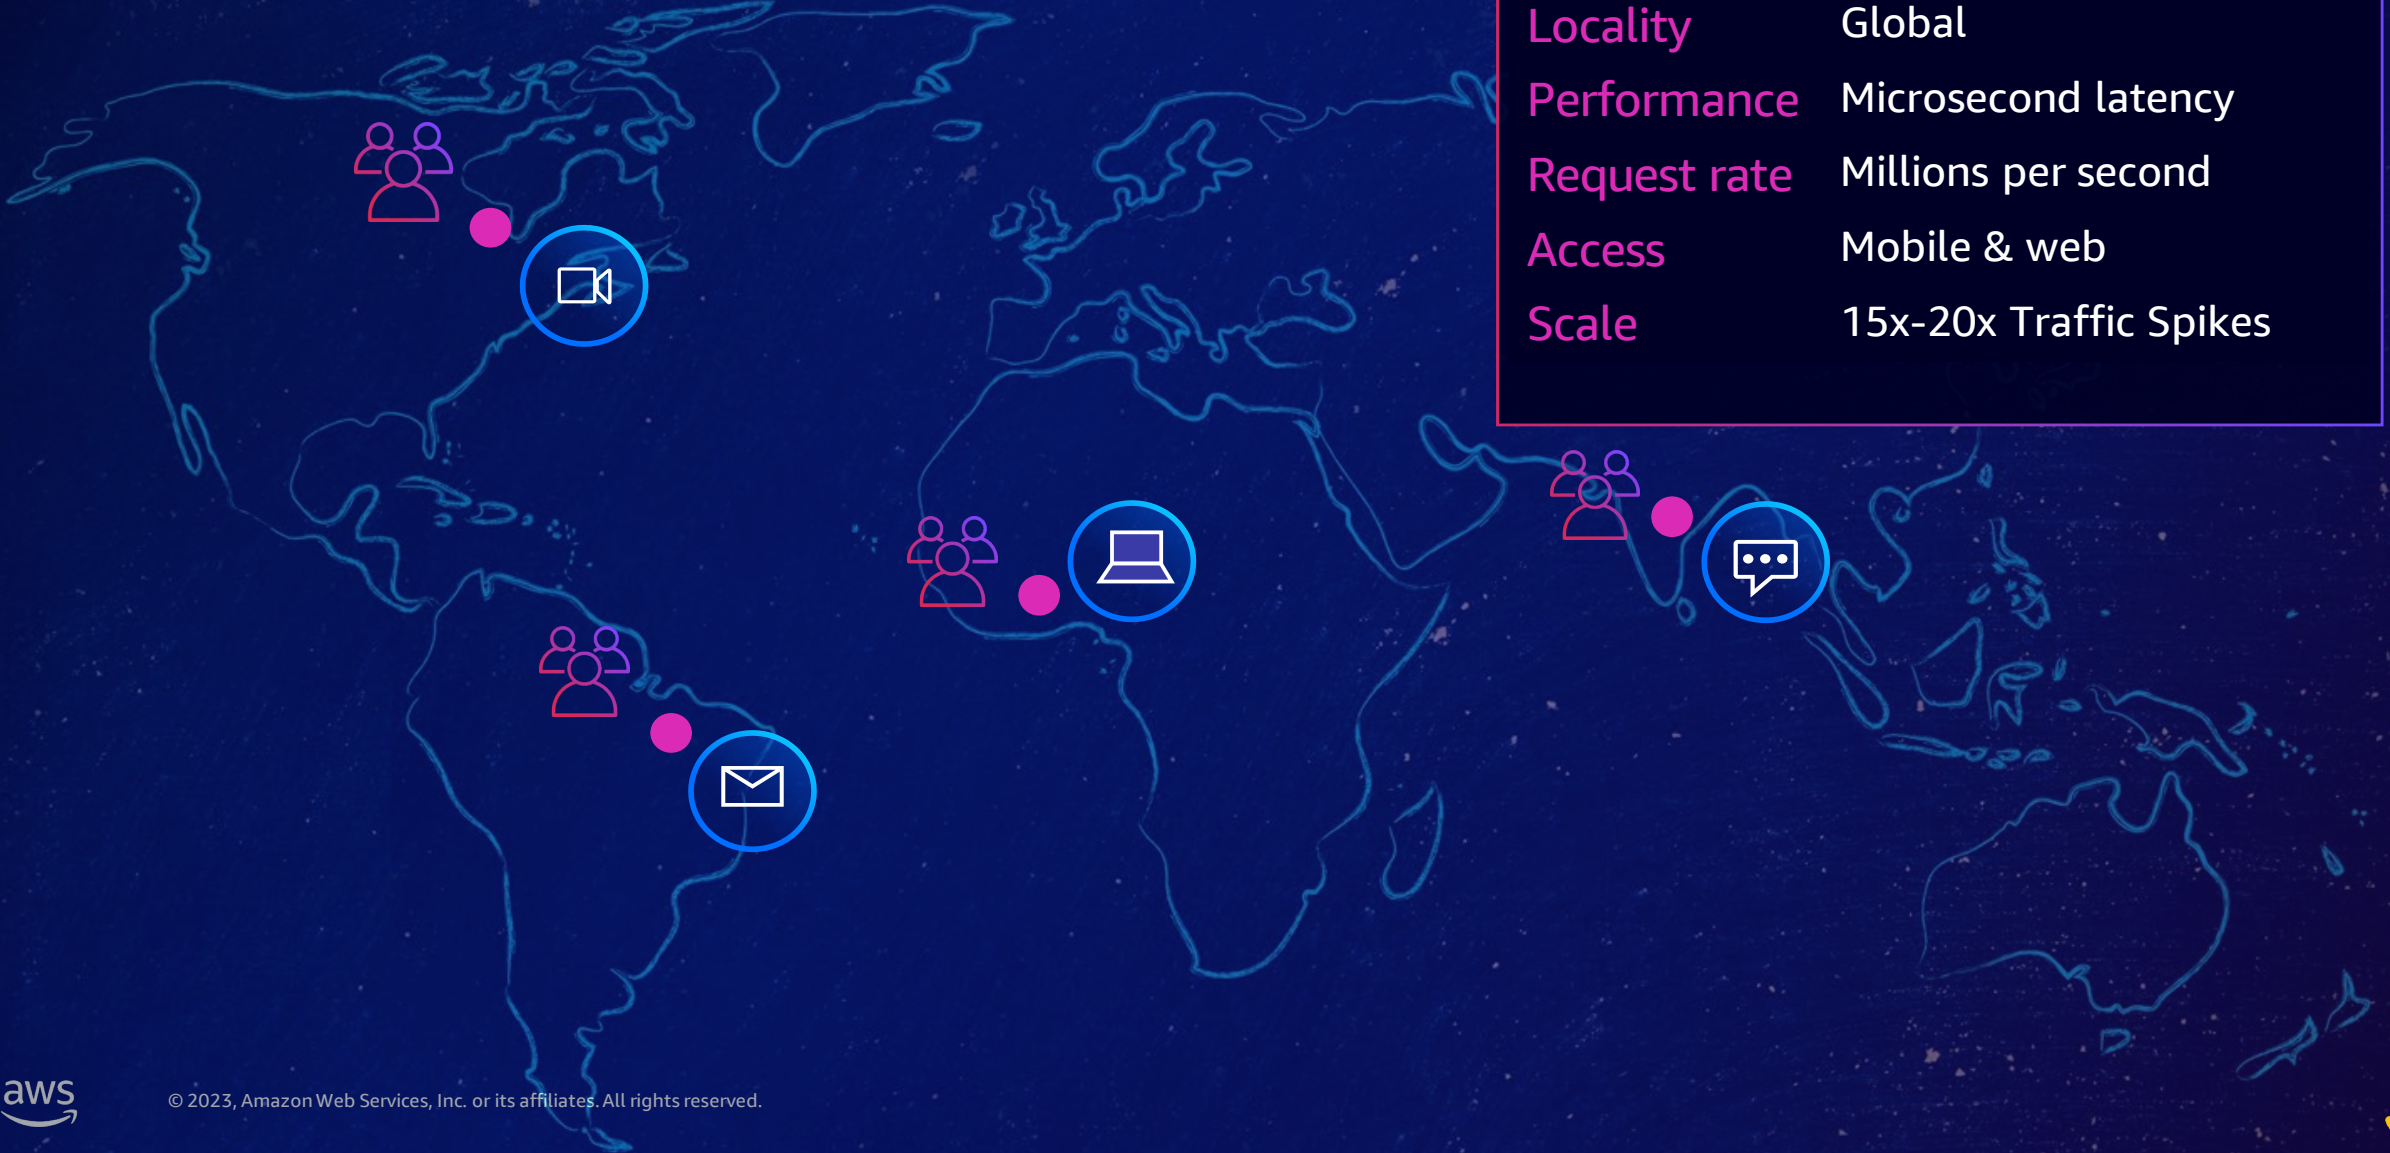 Locality Global
Performance Microsecond latency
Request rate Millions per second
Access Mobile & web
Scale 15x-20x Traffic Spikes
aws
© 2023, Amazon Web Services, Inc. or its affiliates. All rights reserved.